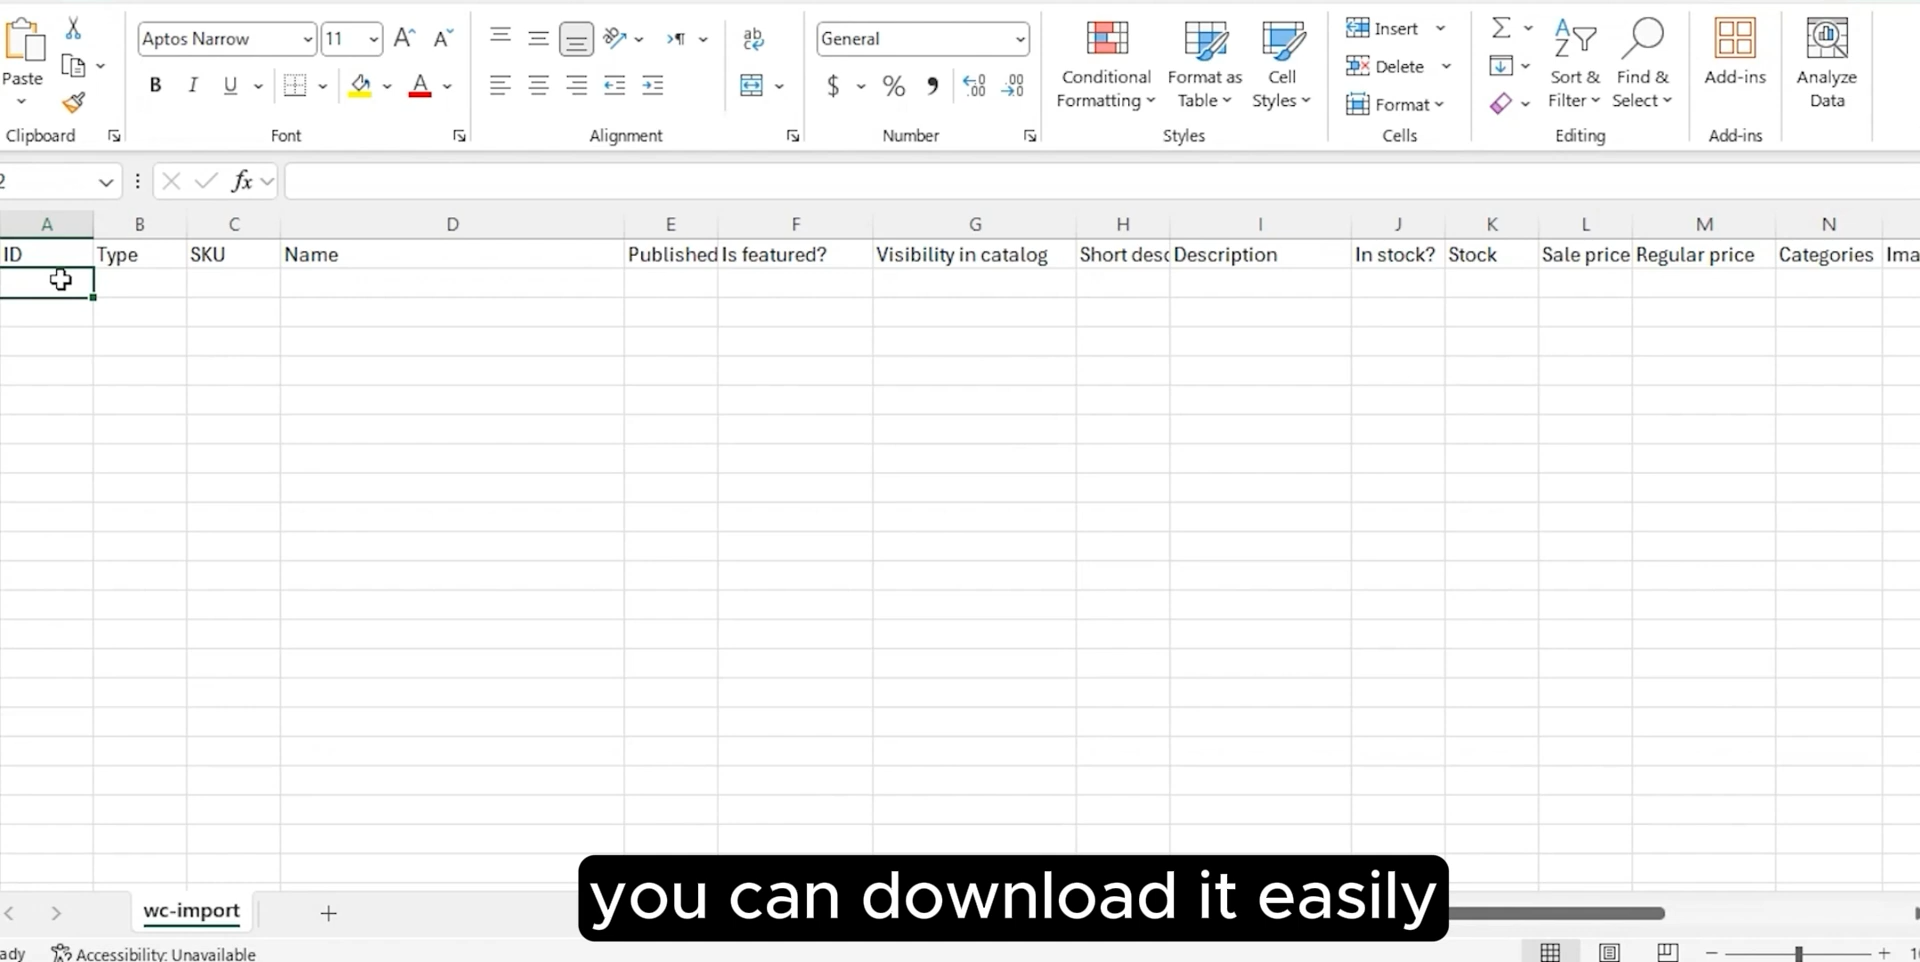 Aptos Narrow
11
General
Paste
Conditional
Formatting
Format as
Table
Cell
Styles
Insert
Delete
Format
Sort &
Filter
Find &
Select
Add-ins
Analyze
Data
Clipboard
Font
Alignment
Number
Styles
Cells
Editing
Add-ins
2
fx
A B C D E F G H I J K L M N
ID Type SKU Name Published Is featured? Visibility in catalog Short desc Description In stock? Stock Sale price Regular price Categories Ima
you can download it easily
wc-import
ady Accessibility: Unavailable